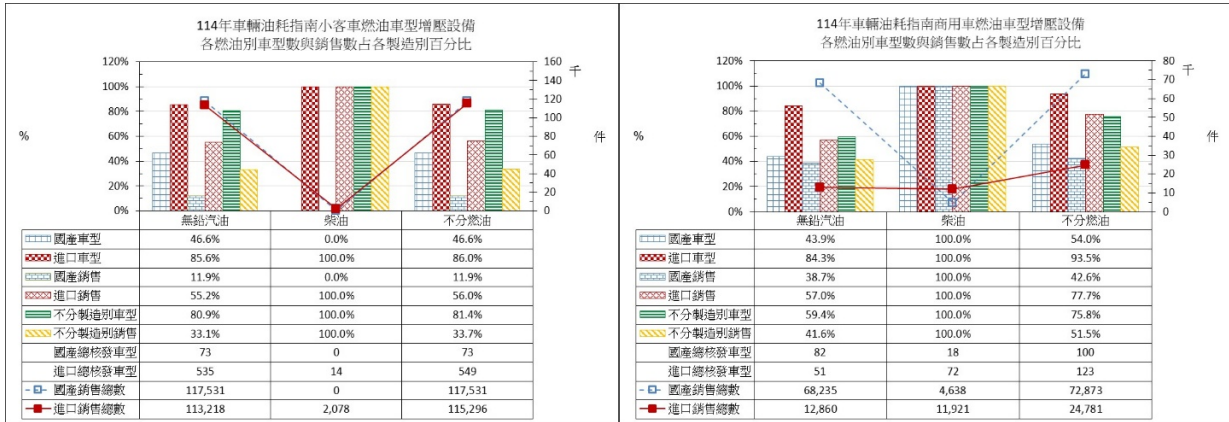 114年車輛油耗指南小客車燃油車型增壓設備
各燃油別車型數與銷售數占各製造別百分比
120%
100%
80%
60%
40%
20%
0%
%
160
140
120
100
80
60
40
20
0
千
件
無鉛汽油 柴油 不分燃油
國產車型 46.6% 0.0% 46.6%
進口車型 85.6% 100.0% 86.0%
國產銷售 11.9% 0.0% 11.9%
進口銷售 55.2% 100.0% 56.0%
不分製造別車型 80.9% 100.0% 81.4%
不分製造別銷售 33.1% 100.0% 33.7%
國產總核發車型 73 0 73
進口總核發車型 535 14 549
國產銷售總數 117,531 0 117,531
進口銷售總數 113,218 2,078 115,296
114年車輛油耗指南商用車燃油車型增壓設備
各燃油別車型數與銷售數占各製造別百分比
120%
100%
80%
60%
40%
20%
0%
%
80
70
60
50
40
30
20
10
0
千
件
無鉛汽油 柴油 不分燃油
國產車型 43.9% 100.0% 54.0%
進口車型 84.3% 100.0% 93.5%
國產銷售 38.7% 100.0% 42.6%
進口銷售 57.0% 100.0% 77.7%
不分製造別車型 59.4% 100.0% 75.8%
不分製造別銷售 41.6% 100.0% 51.5%
國產總核發車型 82 18 100
進口總核發車型 51 72 123
國產銷售總數 68,235 4,638 72,873
進口銷售總數 12,860 11,921 24,781